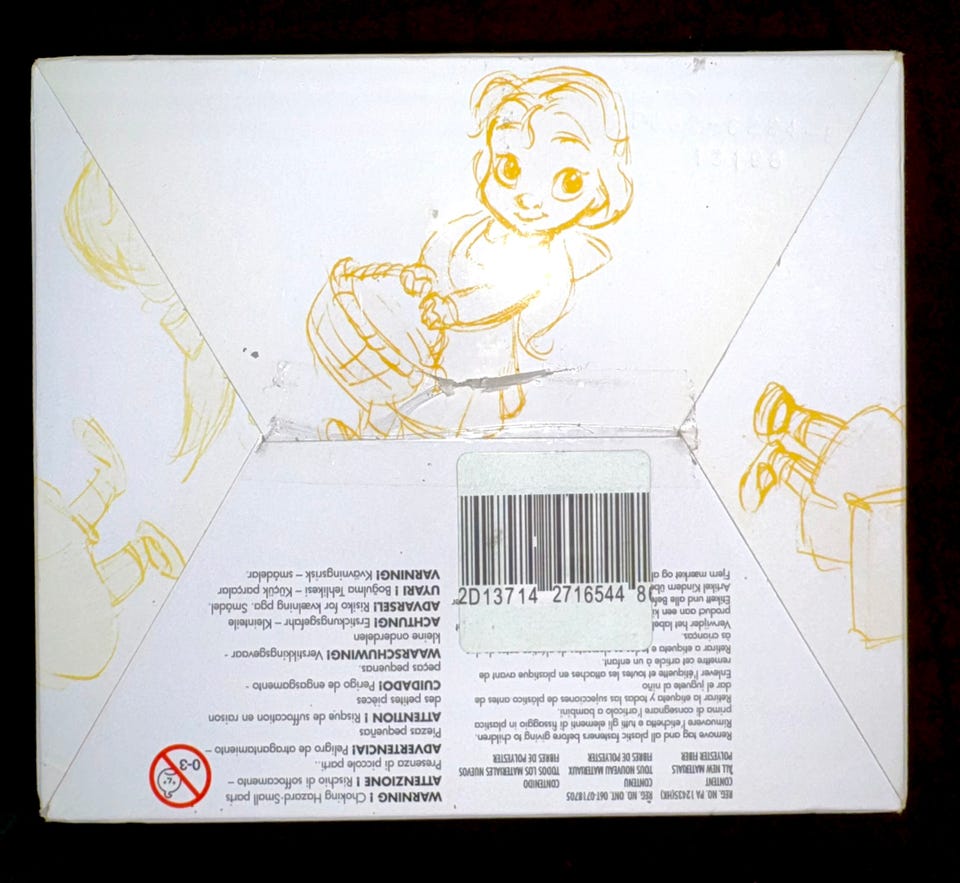 REG. NO. PA 12435(HK) REG. NO. ONT. 06T-0718705
CONTENT CONTENU CONTENIDO
ALL NEW MATERIALS TOUS NOUVEAU MATERIAUX TODOS LOS MATERIALES NUEVOS
POLYESTER FIBER FIBRES DE POLYESTER FIBRES DE POLYESTER
Remove tag and all plastic fasteners before giving to children.
Rimuovere l'etichetta e tutti gli elementi di fissaggio in plastica
prima di consegnare l'articolo a bambini.
Retirar la etiqueta y todas las sujecciones de plástico antes de
dar el juguete al niño
Enlever l'étiquette et toutes les attaches en plastique avant de
remettre cet article à un enfant.
Retirar a etiqueta e
às crianças.
Verwijder het label
product aan een
Etikett und alle
Artikel Kindern
Fjern mærket og
WARNING ! Choking Hazard-Small parts
ATTENZIONE ! Rischio di soffocamento –
Presenza di piccole parti..
ADVERTENCIA! Peligro de atragantamiento –
Piezas pequeñas
ATTENTION ! Risque de suffocation en raison
des petites pièces
CUIDADO! Perigo de engasgamento -
peças pequenas.
WAARSCHUWING! Verstikkingsgevaar -
kleine onderdelen
ACHTUNG! Erstickungsgefahr – Kleinteile
ADVARSEL! Risiko for kvælning pga. Smådel.
UYARI ! Boğulma Tehlikesi- Küçük parçalar
VARNING! Kvävningsrisk – smådelar.
0-3
2D13714 2716544 8